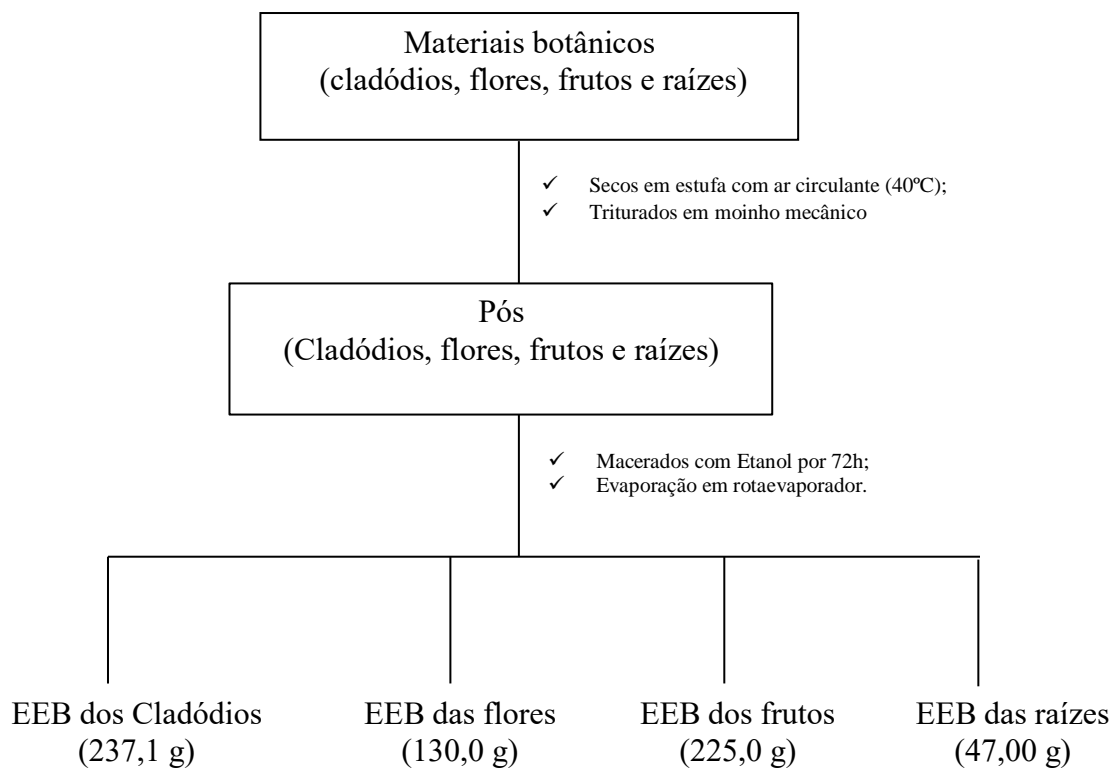 Materiais botânicos
(cladódios, flores, frutos e raízes)
✓ Secos em estufa com ar circulante (40ºC);
✓ Triturados em moinho mecânico
Pós
(Cladódios, flores, frutos e raízes)
✓ Macerados com Etanol por 72h;
✓ Evaporação em rotaevaporador.
EEB dos Cladódios
(237,1 g)
EEB das flores
(130,0 g)
EEB dos frutos
(225,0 g)
EEB das raízes
(47,00 g)